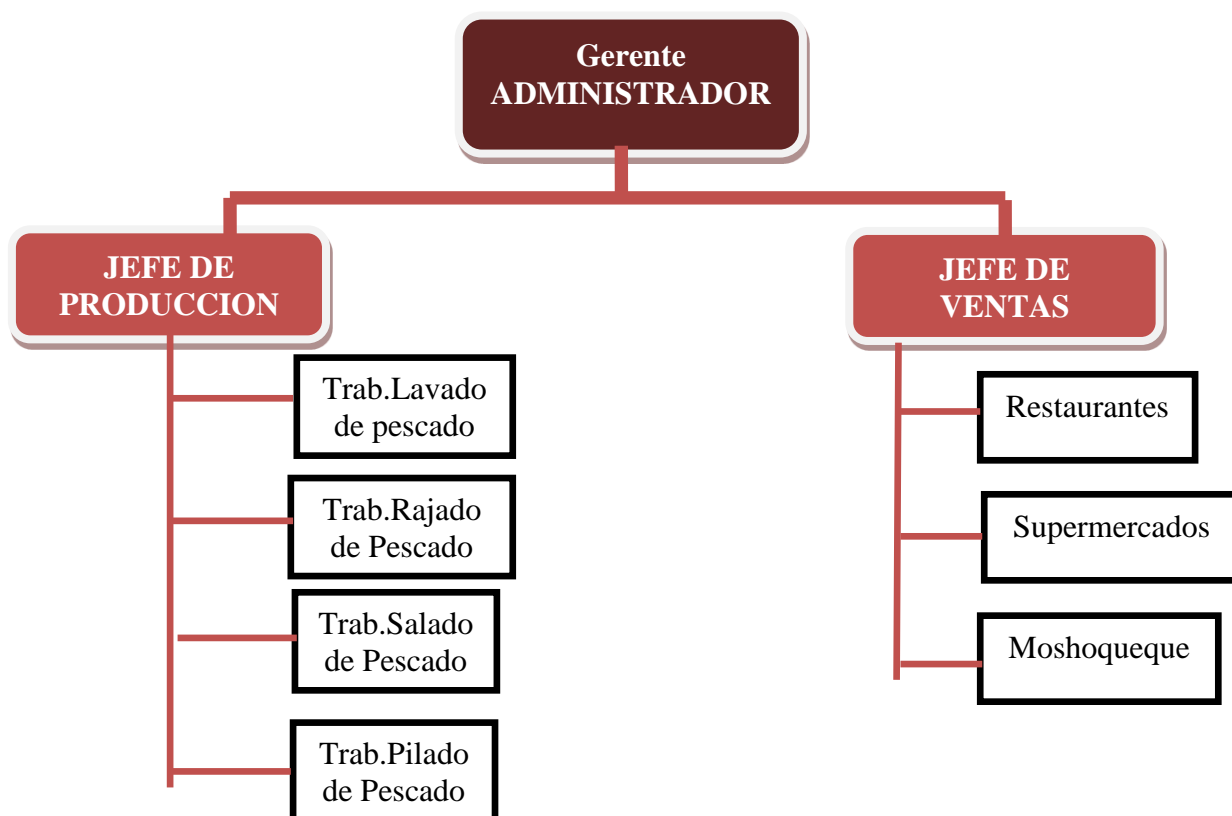 Gerente
ADMINISTRADOR
JEFE DE
PRODUCCION
JEFE DE
VENTAS
Trab.Lavado
de pescado
Trab.Rajado
de Pescado
Trab.Salado
de Pescado
Trab.Pilado
de Pescado
Restaurantes
Supermercados
Moshoqueque